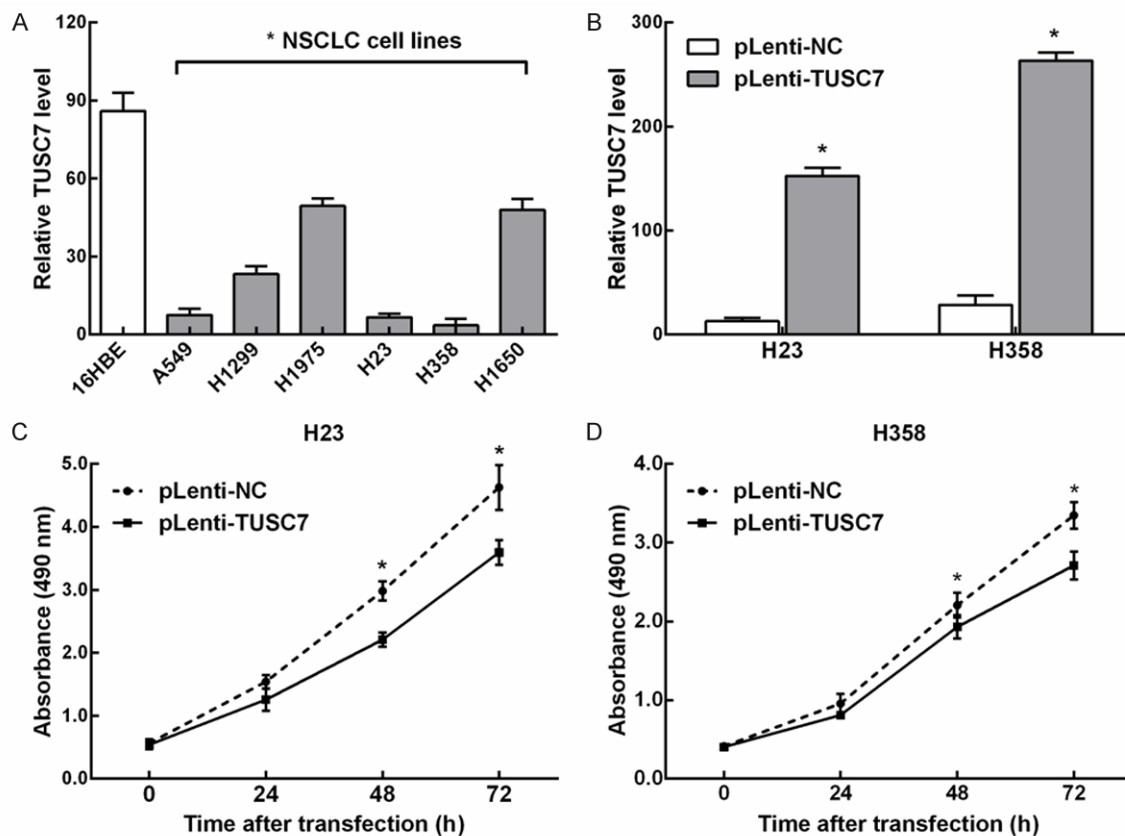 A
Relative TUSC7 level
120
90
60
30
0
* NSCLC cell lines
16HBE
A549
H1299
H1975
H23
H358
H1650
B
Relative TUSC7 level
300
200
100
0
pLenti-NC
pLenti-TUSC7
*
*
H23
H358
C
H23
Absorbance (490 nm)
5.0
4.0
3.0
2.0
1.0
0.0
pLenti-NC
pLenti-TUSC7
*
*
0
24
48
72
Time after transfection (h)
D
H358
Absorbance (490 nm)
4.0
3.0
2.0
1.0
0.0
pLenti-NC
pLenti-TUSC7
*
*
0
24
48
72
Time after transfection (h)